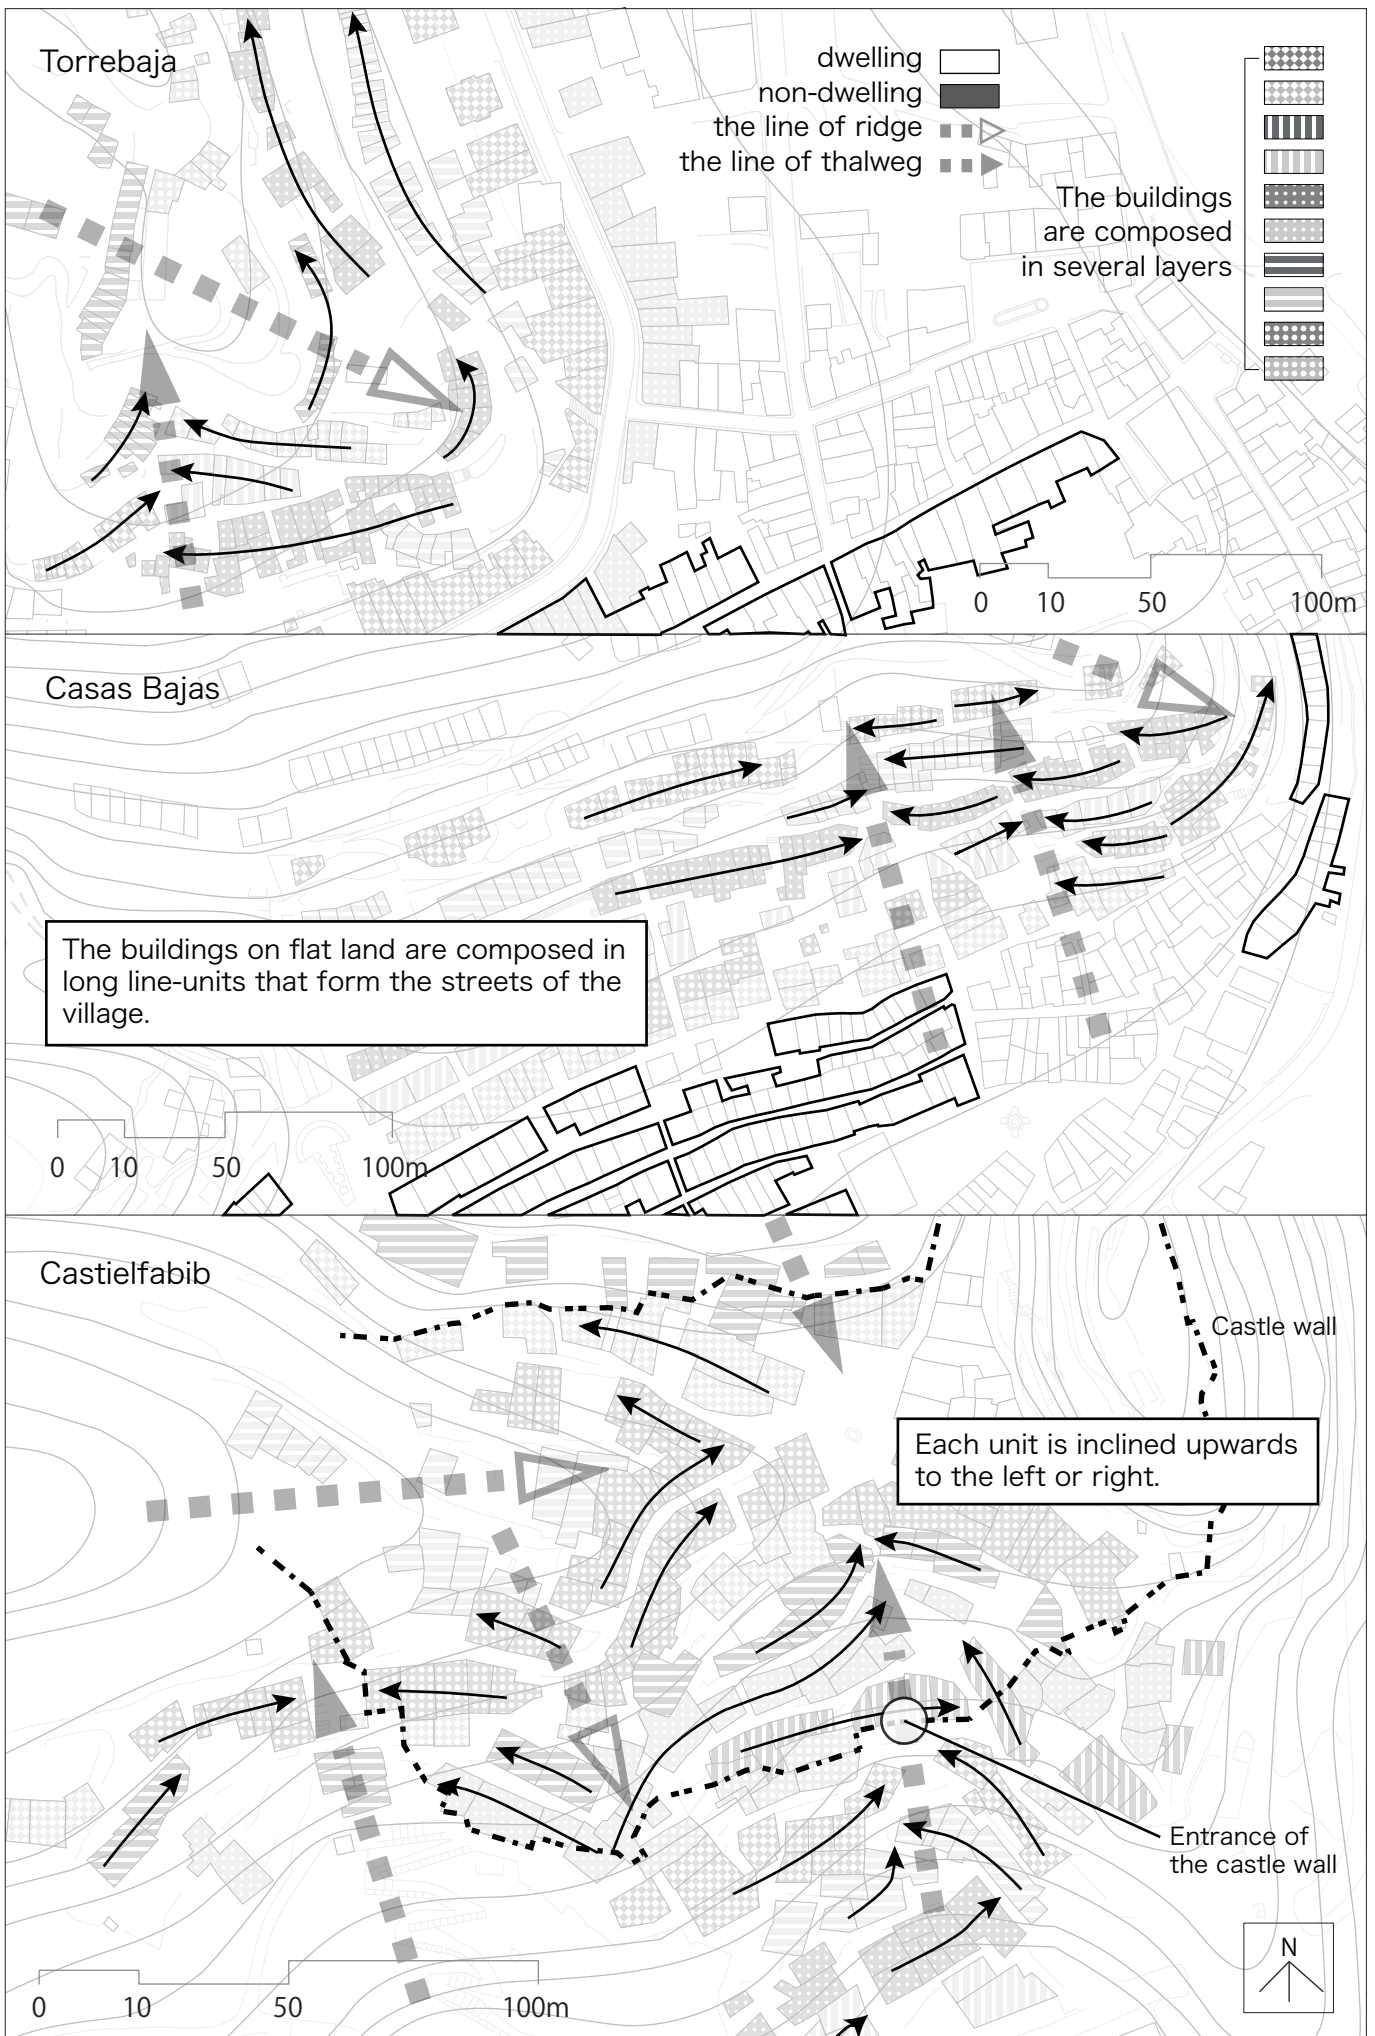 Torrebaja
dwelling
non-dwelling
the line of ridge
the line of thalweg
The buildings
are composed
in several layers
0 10 50 100m
Casas Bajas
The buildings on flat land are composed in
long line-units that form the streets of the
village.
0 10 50 100m
Castielfabib
Castle wall
Each unit is inclined upwards
to the left or right.
Entrance of
the castle wall
N
0 10 50 100m